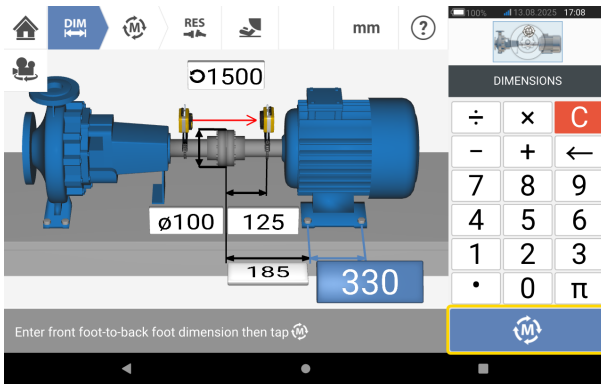 DIM
M
RES
mm
?
100%
13.08.2025 17:08
1500
ø100
125
185
330
DIMENSIONS
÷ × C
− + ←
7 8 9
4 5 6
1 2 3
. 0 π
Enter front foot-to-back foot dimension then tap M
M